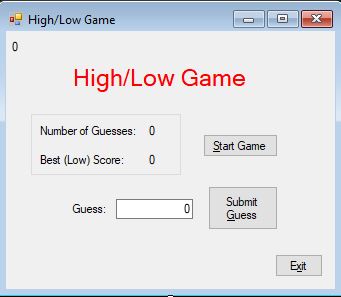 High/Low Game
0
High/Low Game
Number of Guesses: 0
Best (Low) Score: 0
Start Game
Guess: 0
Submit
Guess
Exit